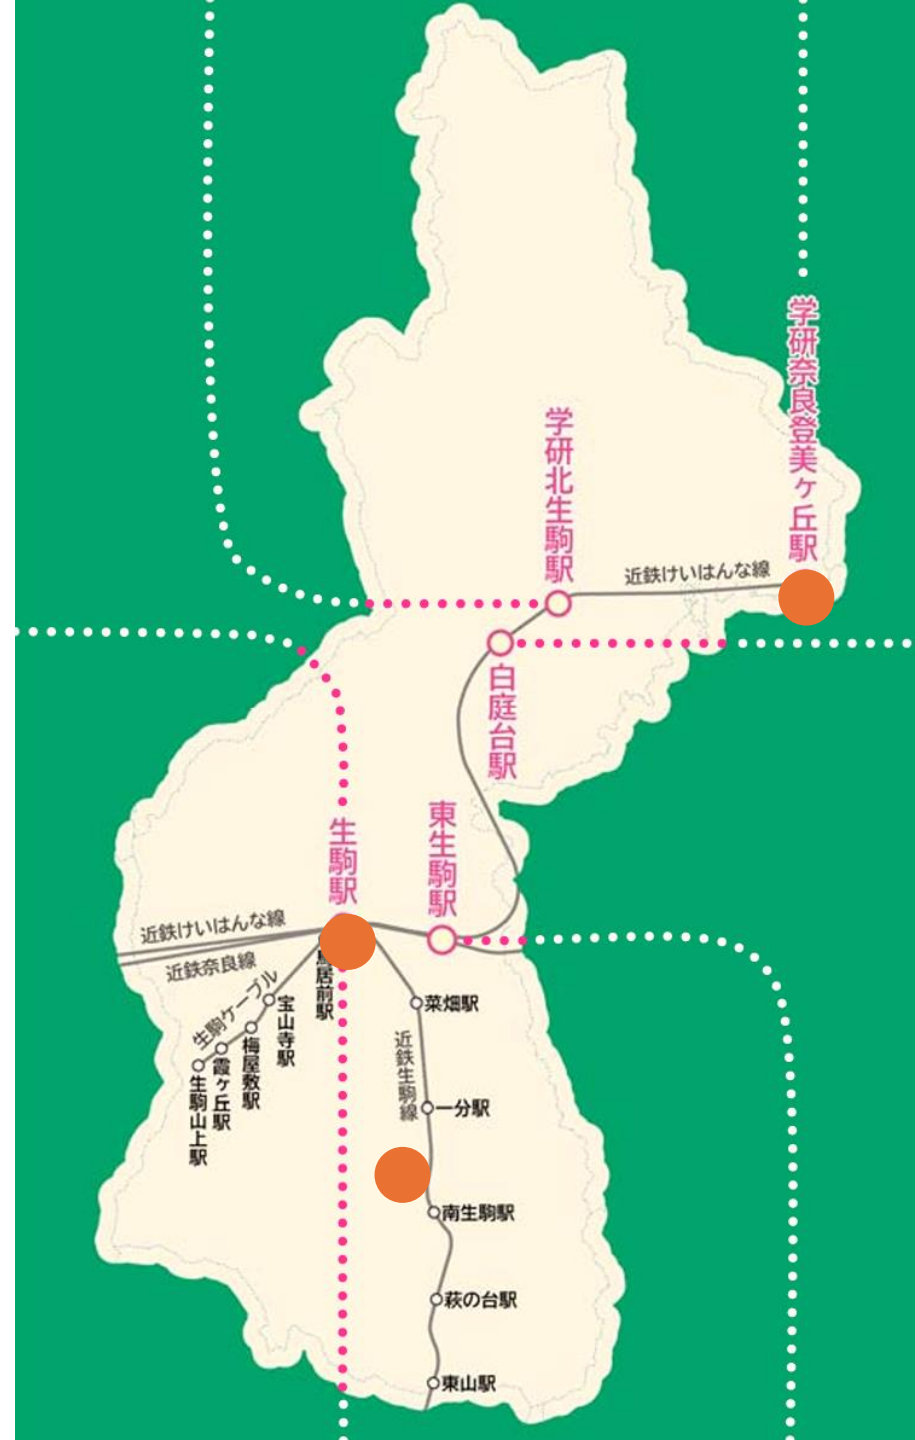 学研奈良登美ヶ丘駅
学研北生駒駅
近鉄けいはんな線
白庭台駅
東生駒駅
生駒駅
近鉄けいはんな線
近鉄奈良線
生駒ケーブル
居前駅
宝山寺駅
梅屋敷駅
霞ヶ丘駅
生駒山上駅
菜畑駅
近鉄生駒線
一分駅
南生駒駅
萩の台駅
東山駅